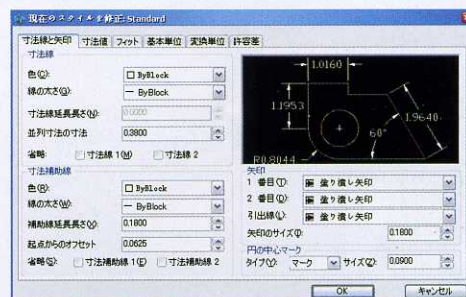 現在のスタイルを修正: Standard
寸法線と矢印 寸法値 フィット 基本単位 変換単位 許容差
寸法線
色(C): ByBlock
線の太さ(G): ByBlock
寸法線延長長さ(N): 0.0000
並列寸法の寸法 0.3800
省略: 寸法線 1(M) 寸法線 2
寸法補助線
色(R): ByBlock
線の太さ(W): ByBlock
補助線延長長さ(X): 0.1800
起点からのオフセット 0.0625
省略(S): 寸法補助線 1(E) 寸法補助線 2
1.0160
1.1953
1.9640
60°
R0.8044
矢印
1 番目(T): 塗り潰し矢印
2 番目(D): 塗り潰し矢印
引出線(L): 塗り潰し矢印
矢印のサイズ(I): 0.1800
円の中心マーク
タイプ(Y): マーク サイズ(Z): 0.0900
OK キャンセル